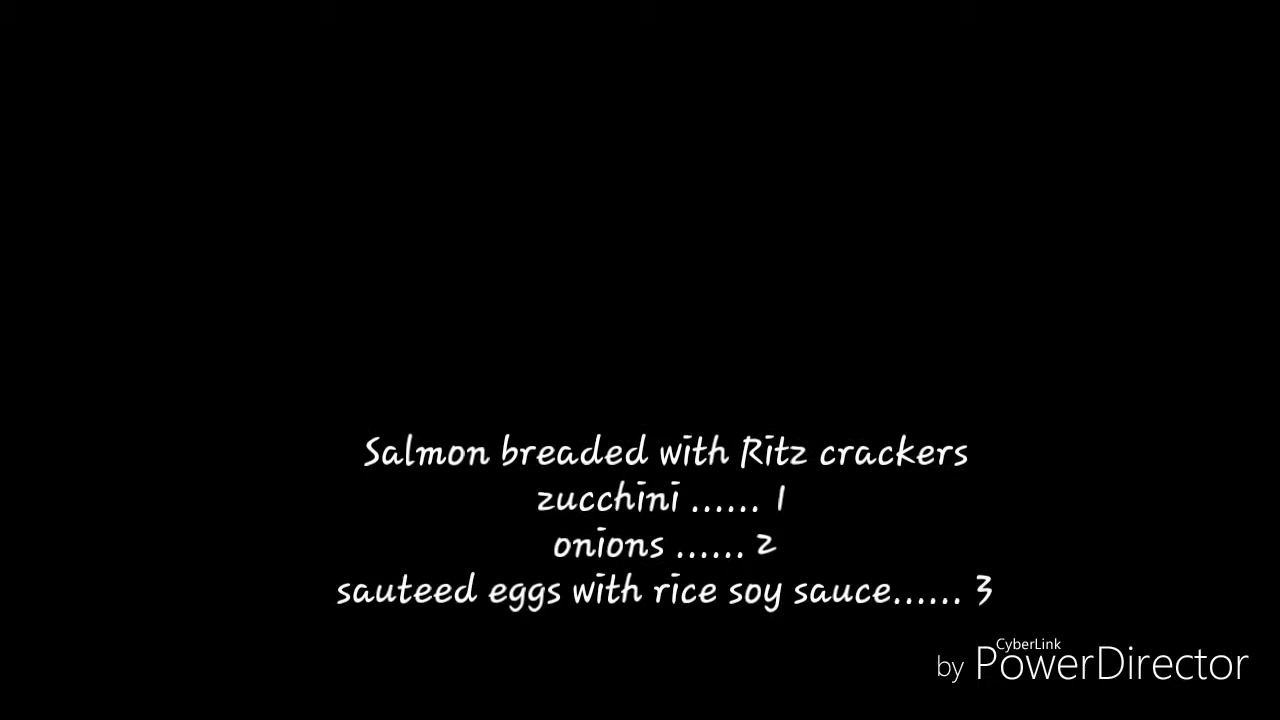 Salmon breaded with Ritz crackers
zucchini ...... 1
onions ...... 2
sauteed eggs with rice soy sauce...... 3
CyberLink
by PowerDirector